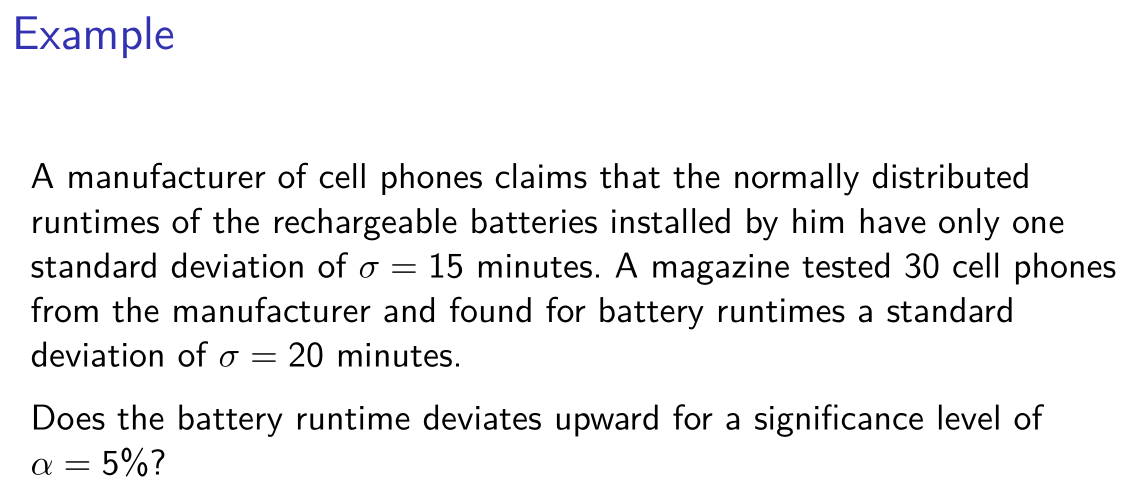 Example
A manufacturer of cell phones claims that the normally distributed
runtimes of the rechargeable batteries installed by him have only one
standard deviation of σ = 15 minutes. A magazine tested 30 cell phones
from the manufacturer and found for battery runtimes a standard
deviation of σ = 20 minutes.
Does the battery runtime deviates upward for a significance level of
α = 5%?